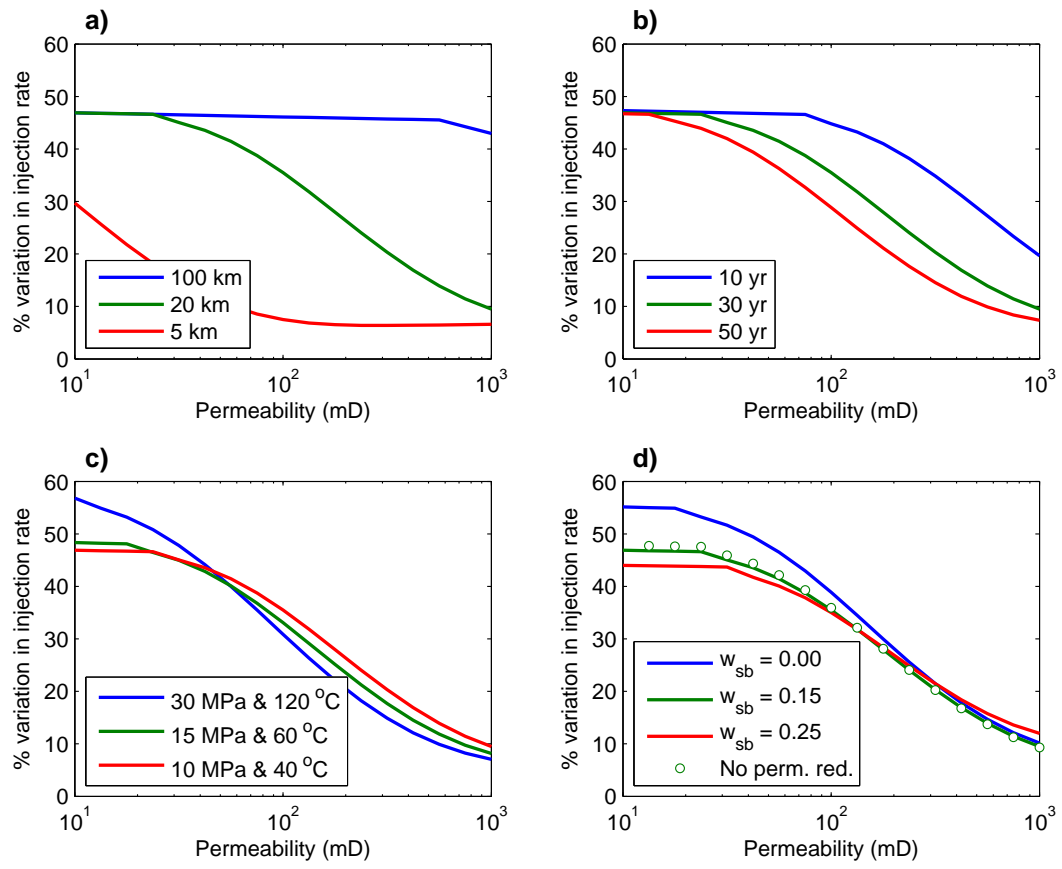 a)
% variation in injection rate
60
50
40
30
20
10
0
100 km
20 km
5 km
10^1 10^2 10^3
Permeability (mD)
b)
% variation in injection rate
60
50
40
30
20
10
0
10 yr
30 yr
50 yr
10^1 10^2 10^3
Permeability (mD)
c)
% variation in injection rate
60
50
40
30
20
10
0
30 MPa & 120 °C
15 MPa & 60 °C
10 MPa & 40 °C
10^1 10^2 10^3
Permeability (mD)
d)
% variation in injection rate
60
50
40
30
20
10
0
w_sb = 0.00
w_sb = 0.15
w_sb = 0.25
No perm. red.
10^1 10^2 10^3
Permeability (mD)